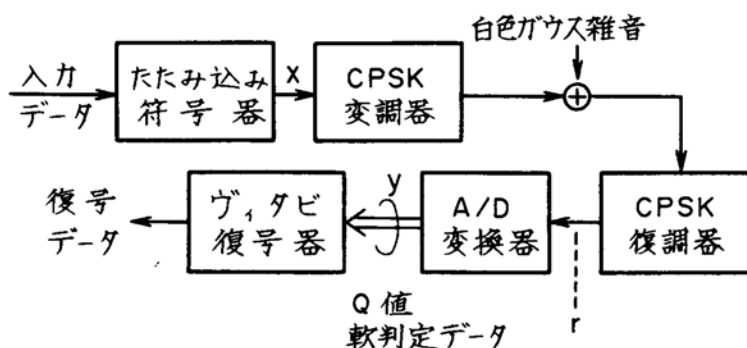 白色ガウス雑音
入力
データ
たたみ込み
符号器
X
CPSK
変調器
復号
データ
ヴィタビ
復号器
y
A/D
変換器
CPSK
復調器
Q値
軟判定データ
r